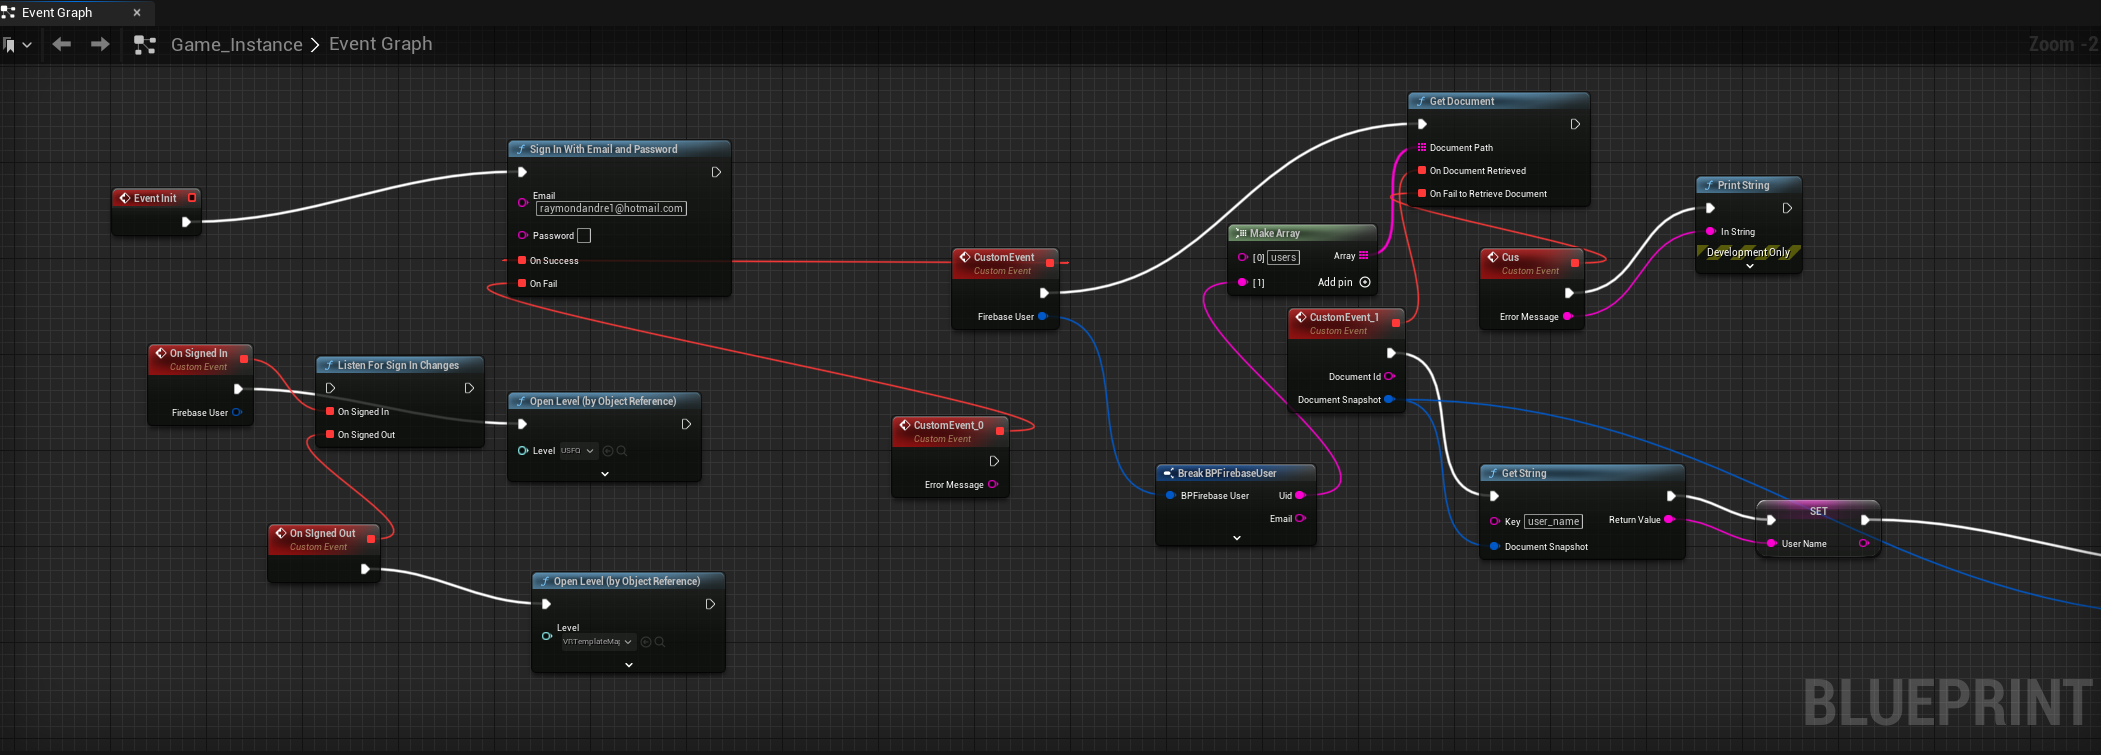 Event Graph
Game_Instance > Event Graph
Zoom -2
Get Document
Document Path
On Document Retrieved
On Fail to Retrieve Document
Sign In With Email and Password
Email
raymondandre1@hotmail.com
Password
On Success
On Fail
Event Init
Print String
In String
Development Only
Make Array
[0] users
Array
[1]
Add pin
CustomEvent
Custom Event
Firebase User
Cus
Custom Event
Error Message
CustomEvent_1
Custom Event
Document Id
Document Snapshot
On Signed In
Custom Event
Firebase User
Listen For Sign In Changes
On Signed In
On Signed Out
Open Level (by Object Reference)
Level
USFQ
CustomEvent_0
Custom Event
Error Message
Break BPFirebaseUser
BPFirebase User
Uid
Email
Get String
Key user_name
Return Value
Document Snapshot
SET
User Name
On SIgned Out
Custom Event
Open Level (by Object Reference)
Level
VRTemplateMap
BLUEPRINT